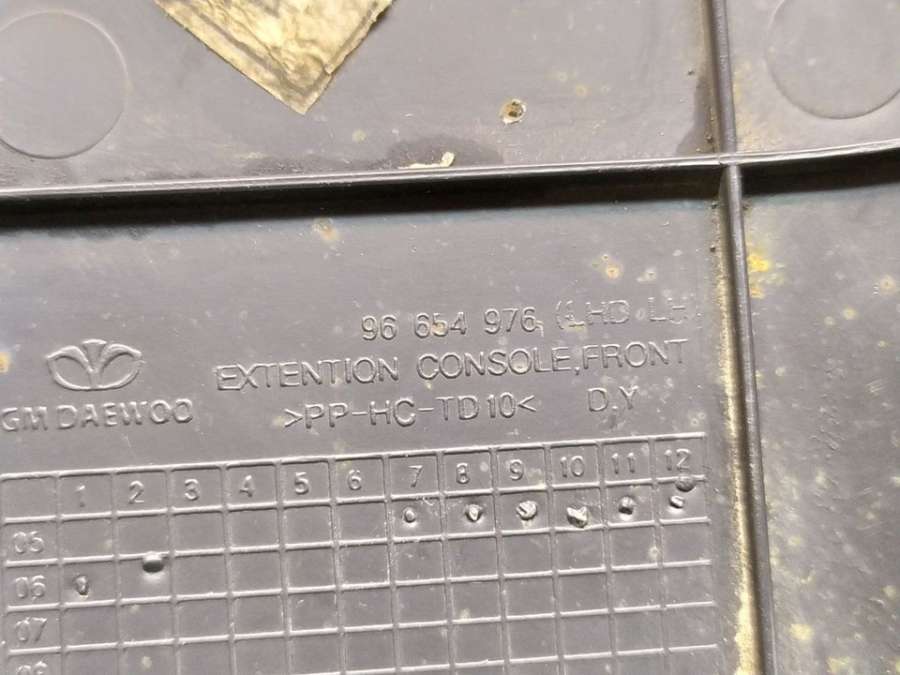 96 654 976 (LHD LH)
EXTENTION CONSOLE,FRONT
GM DAEWOO >PP-HC-TD10< D.Y
1 2 3 4 5 6 7 8 9 10 11 12
05
06
07